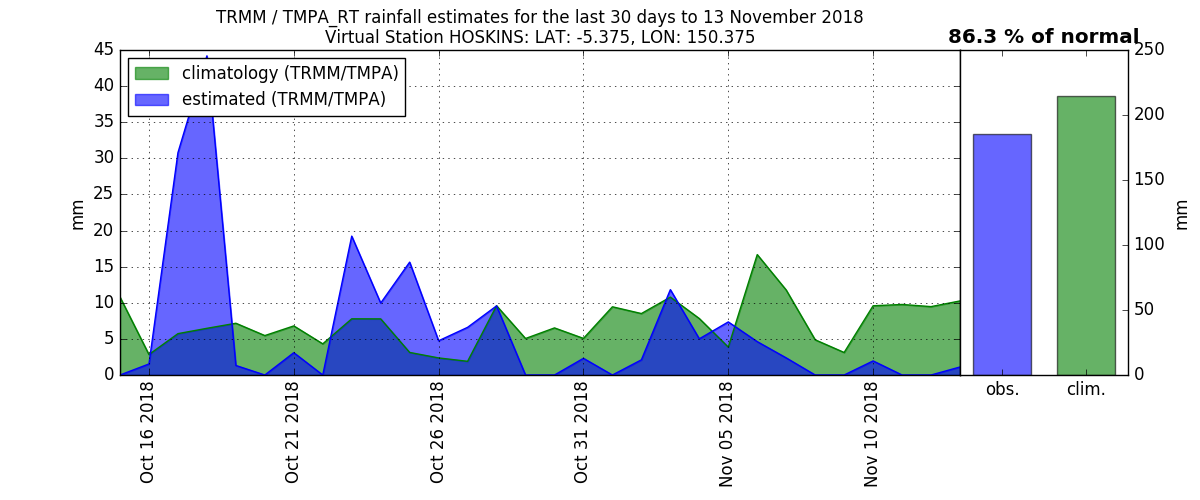 TRMM / TMPA_RT rainfall estimates for the last 30 days to 13 November 2018
Virtual Station HOSKINS: LAT: -5.375, LON: 150.375
86.3 % of normal
climatology (TRMM/TMPA)
estimated (TRMM/TMPA)
mm
45
40
35
30
25
20
15
10
5
0
Oct 16 2018
Oct 21 2018
Oct 26 2018
Oct 31 2018
Nov 05 2018
Nov 10 2018
obs.
clim.
250
200
150
100
50
0
mm